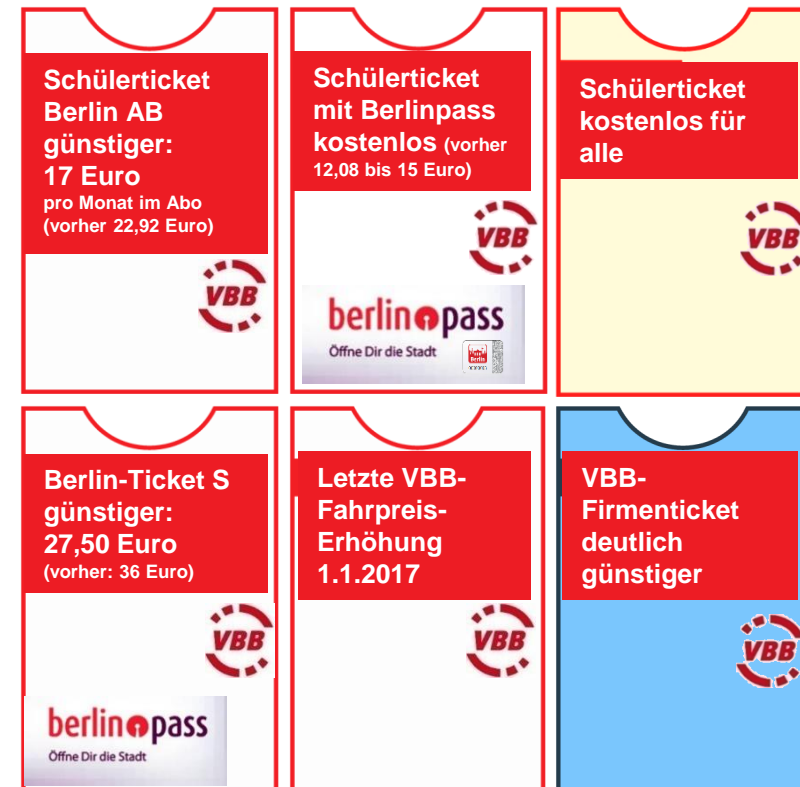 Schülerticket
Berlin AB
günstiger:
17 Euro
pro Monat im Abo
(vorher 22,92 Euro)
VBB
Schülerticket
mit Berlinpass
kostenlos (vorher
12,08 bis 15 Euro)
VBB
berlinpass
Öffne Dir die Stadt
Schülerticket
kostenlos für
alle
VBB
Berlin-Ticket S
günstiger:
27,50 Euro
(vorher: 36 Euro)
VBB
berlinpass
Öffne Dir die Stadt
Letzte VBB-
Fahrpreis-
Erhöhung
1.1.2017
VBB
VBB-
Firmenticket
deutlich
günstiger
VBB